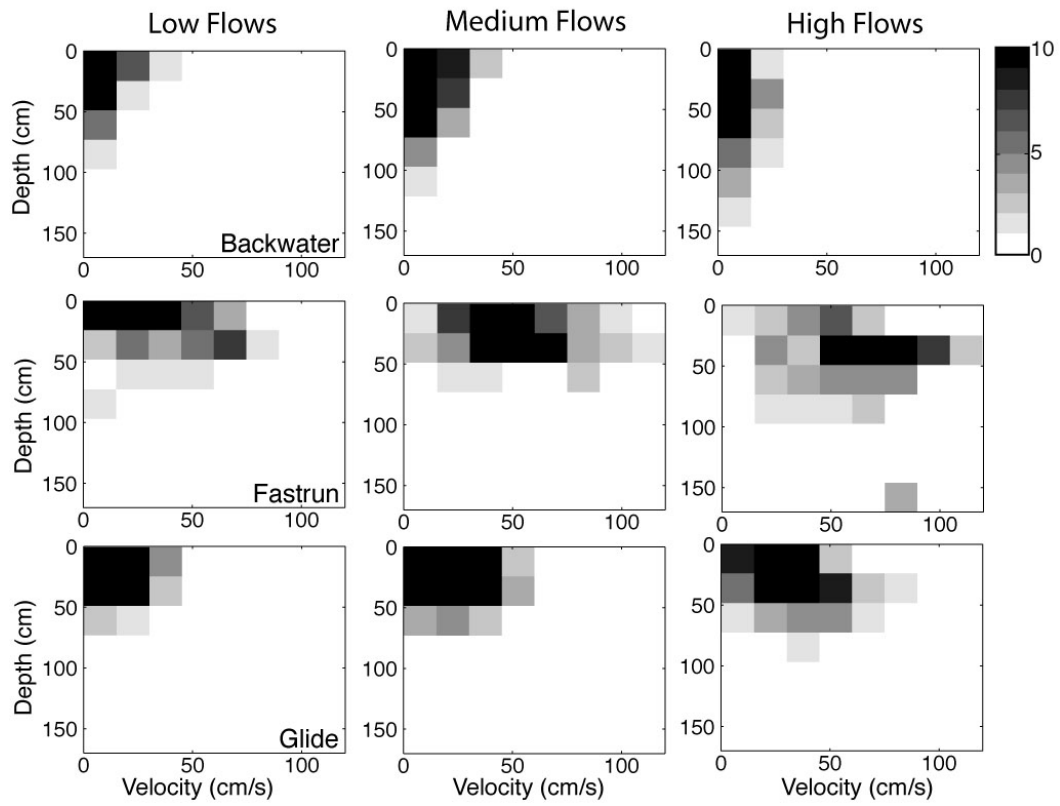 Low Flows Medium Flows High Flows
0 0 0 10
50 50 50
Depth (cm) 5
100 100 100
150 150 150 0
Backwater
0 50 100 0 50 100 0 50 100
0 0 0
50 50 50
Depth (cm)
100 100 100
150 150 150
Fastrun
0 50 100 0 50 100 0 50 100
0 0 0
50 50 50
Depth (cm)
100 100 100
150 150 150
Glide
0 50 100 0 50 100 0 50 100
Velocity (cm/s) Velocity (cm/s) Velocity (cm/s)